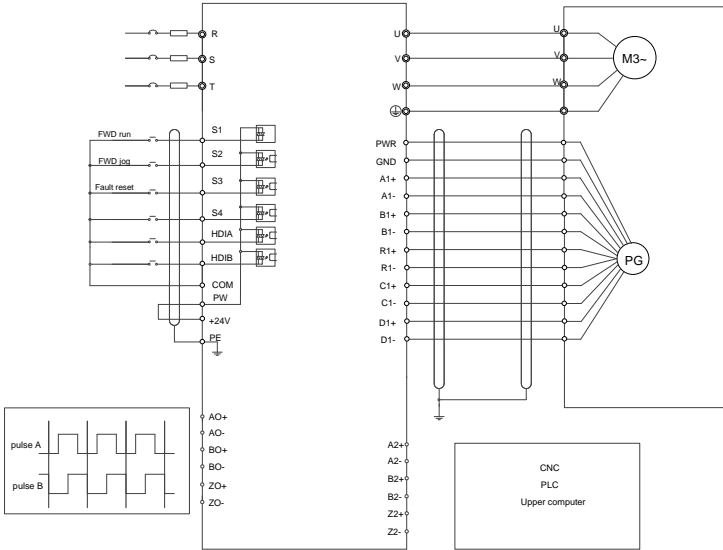 R
S
T
U
V
W
U
V
W
M3~
FWD run
FWD jog
Fault reset
S1
S2
S3
S4
HDIA
HDIB
COM
PW
+24V
PE
PWR
GND
A1+
A1-
B1+
B1-
R1+
R1-
C1+
C1-
D1+
D1-
PG
pulse A
pulse B
AO+
AO-
BO+
BO-
ZO+
ZO-
A2+
A2-
B2+
B2-
Z2+
Z2-
CNC
PLC
Upper computer